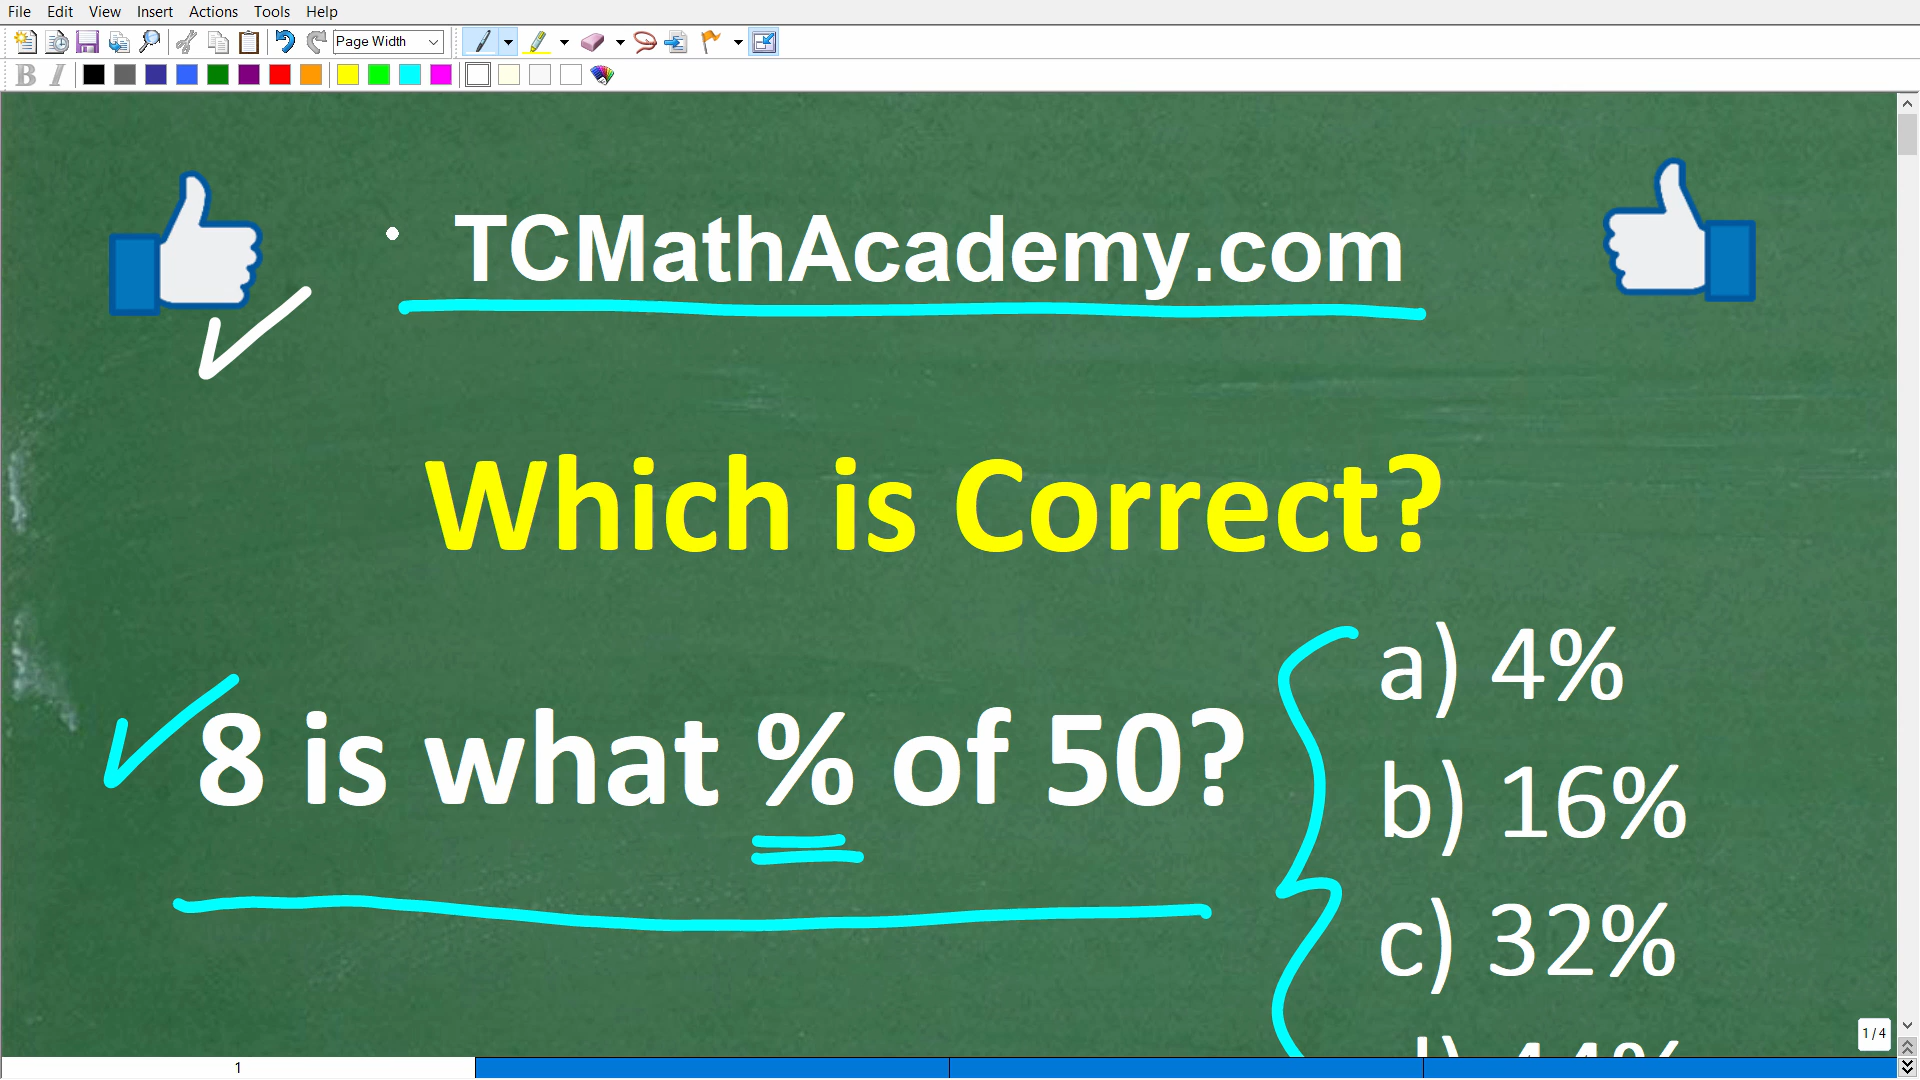 File Edit View Insert Actions Tools Help
Page Width
B I
TCMathAcademy.com
Which is Correct?
8 is what % of 50?
a) 4%
b) 16%
c) 32%
d) 44%
1 / 4
1